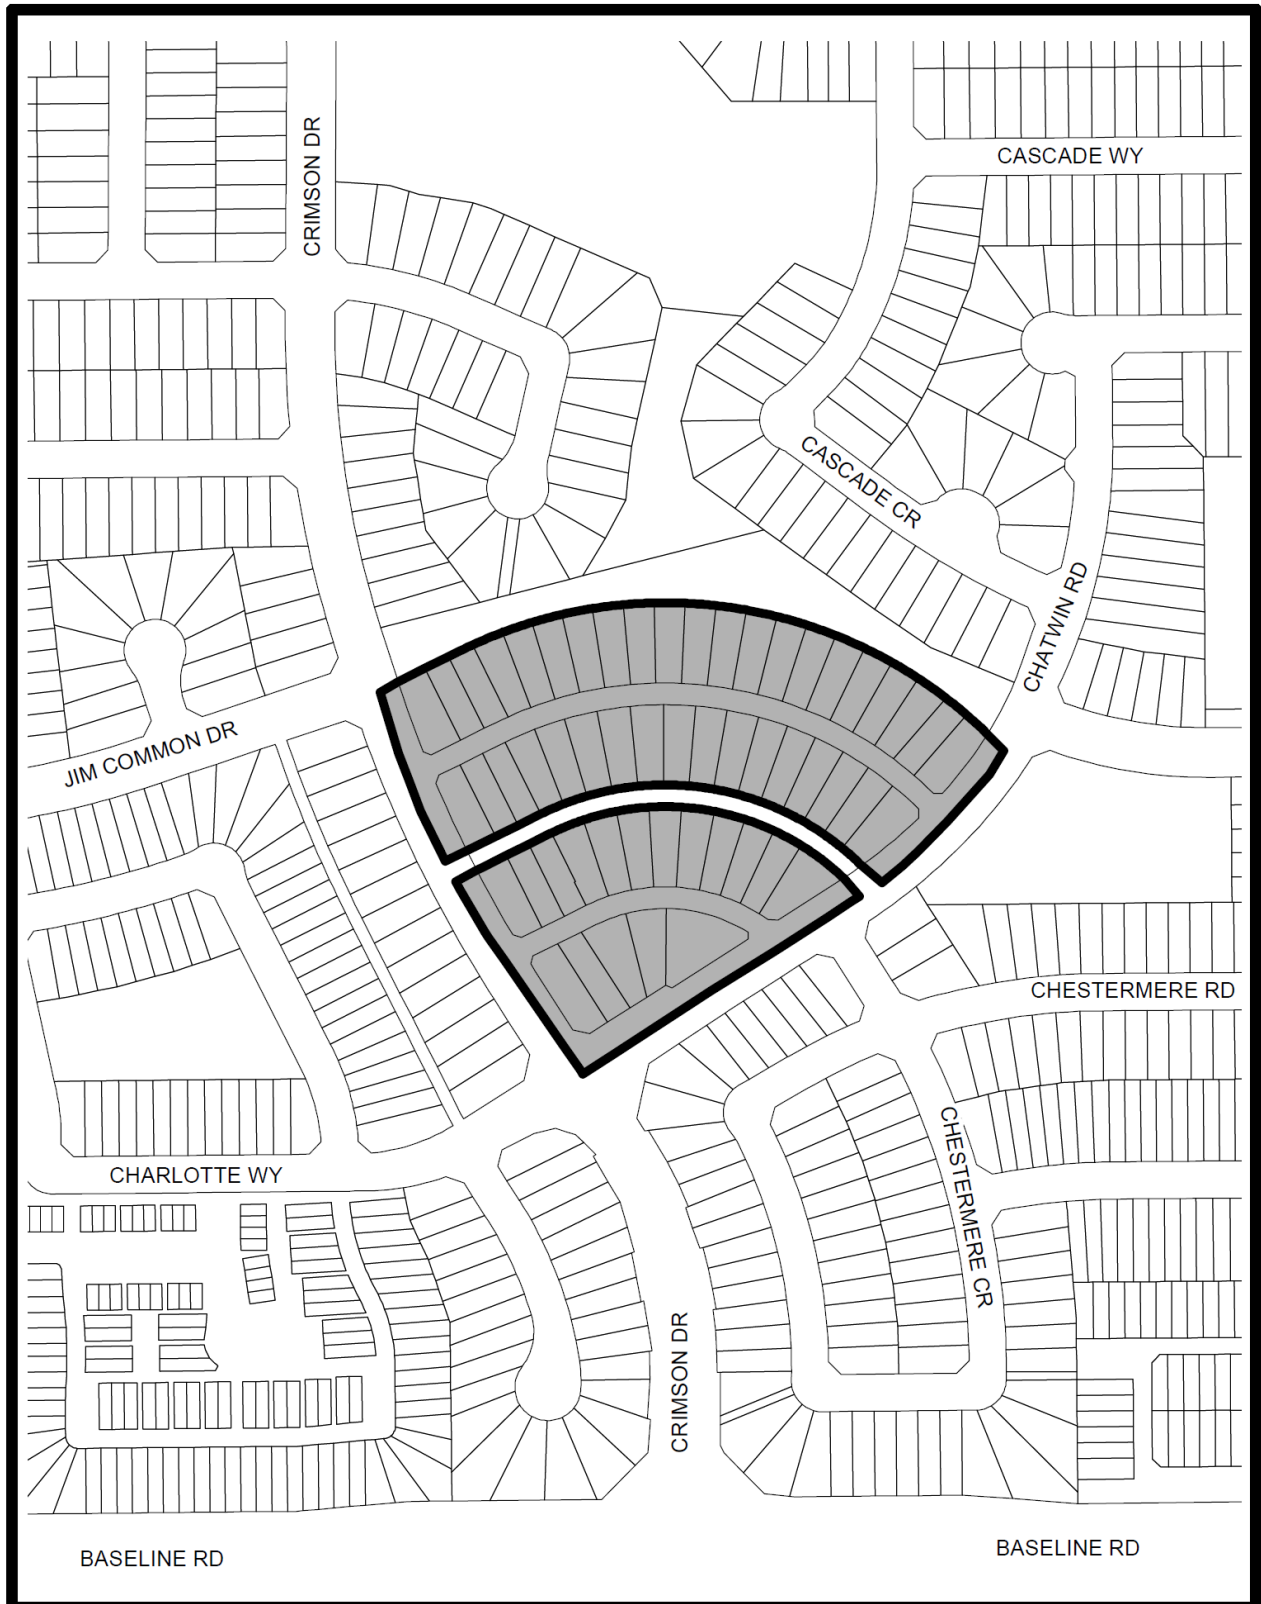 CRIMSON DR
CASCADE WY
CASCADE CR
CHATWIN RD
JIM COMMON DR
CHESTERMERE RD
CHARLOTTE WY
CHESTERMERE CR
CRIMSON DR
BASELINE RD
BASELINE RD